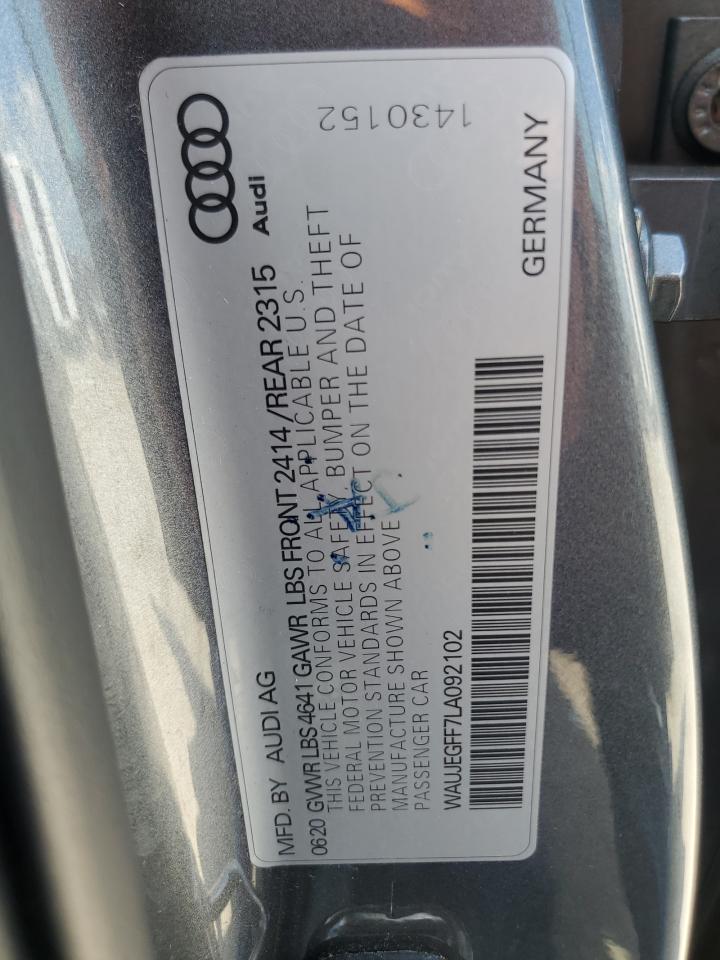 MFD. BY AUDI AG
Audi
0620 GVWR LBS 4641 GAWR LBS FRONT 2414/REAR 2315
THIS VEHICLE CONFORMS TO ALL APPLICABLE U.S.
FEDERAL MOTOR VEHICLE SAFETY, BUMPER AND THEFT
PREVENTION STANDARDS IN EFFECT ON THE DATE OF
MANUFACTURE SHOWN ABOVE
PASSENGER CAR
1430152
WAUJEGFF7LA092102
GERMANY